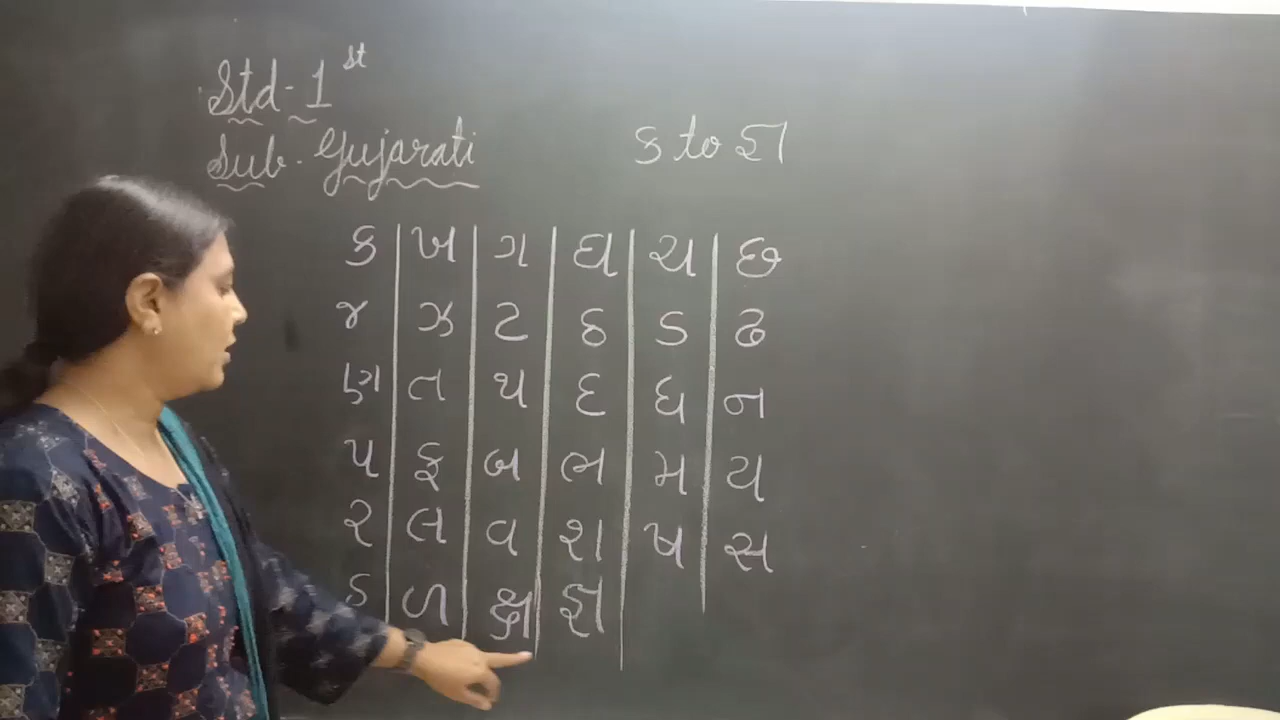 Std - 1st
Sub - Gujarati
ક to જ્ઞ
ક ખ ગ ઘ ચ છ
જ ઝ ટ ઠ ડ ઢ
ણ ત થ દ ધ ન
પ ફ બ ભ મ ય
ર લ વ શ ષ સ
ળ ક્ષ જ્ઞ